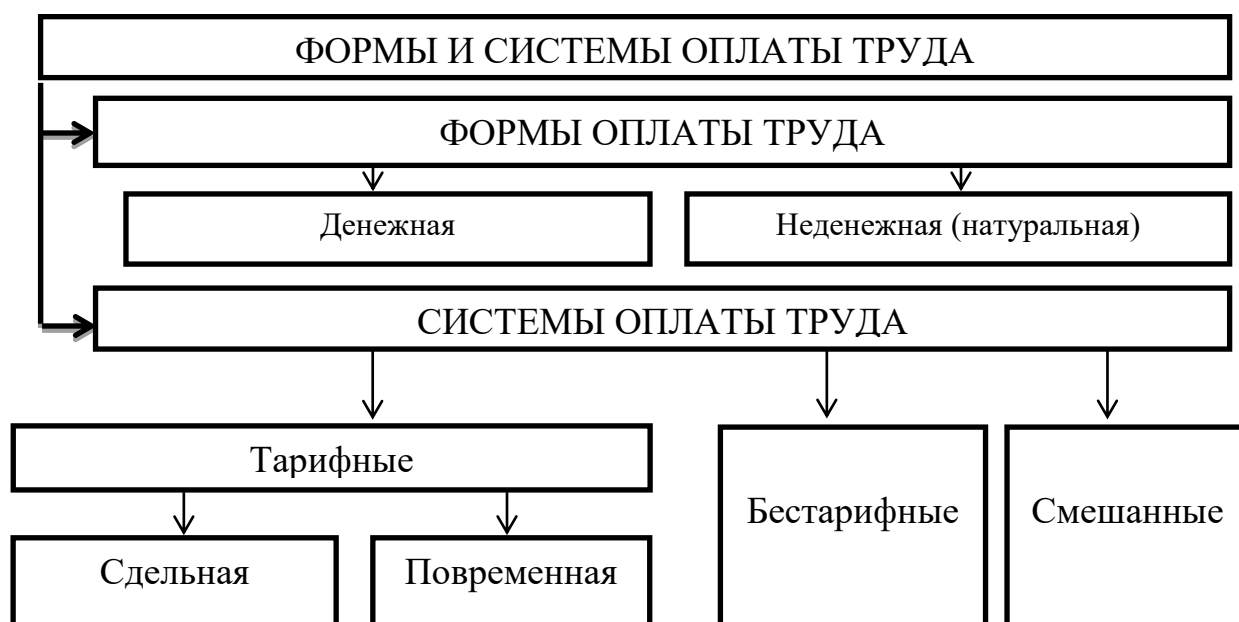 ФОРМЫ И СИСТЕМЫ ОПЛАТЫ ТРУДА
ФОРМЫ ОПЛАТЫ ТРУДА
Денежная
Неденежная (натуральная)
СИСТЕМЫ ОПЛАТЫ ТРУДА
Тарифные
Бестарифные
Смешанные
Сдельная
Повременная